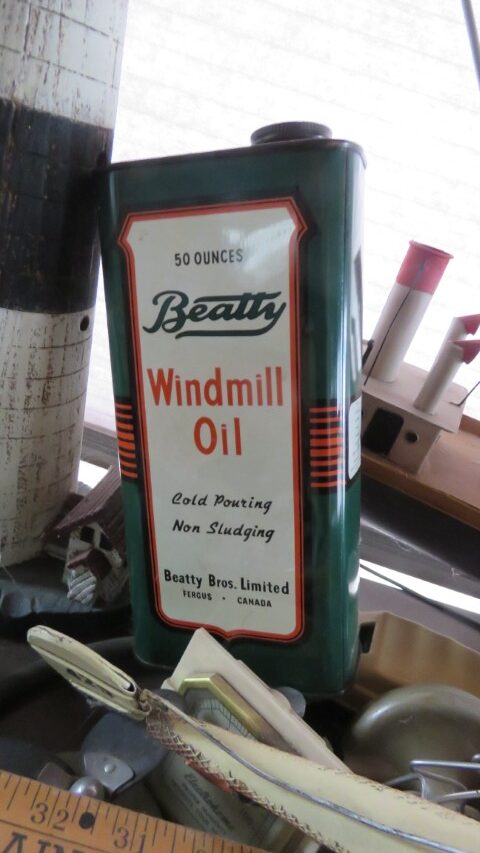 50 OUNCES
Beatty
Windmill
Oil
Cold Pouring
Non Sludging
Beatty Bros. Limited
FERGUS · CANADA
32
31